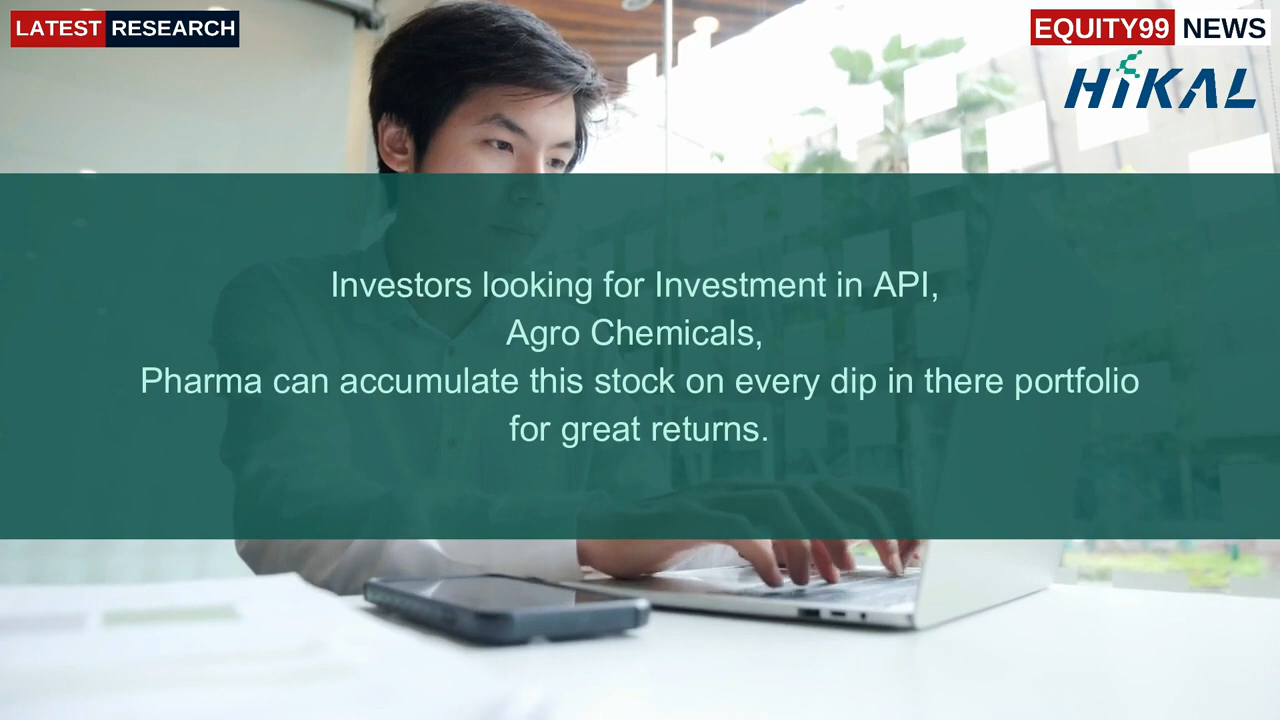 LATEST RESEARCH
EQUITY99 NEWS
HIKAL
Investors looking for Investment in API,
Agro Chemicals,
Pharma can accumulate this stock on every dip in there portfolio
for great returns.